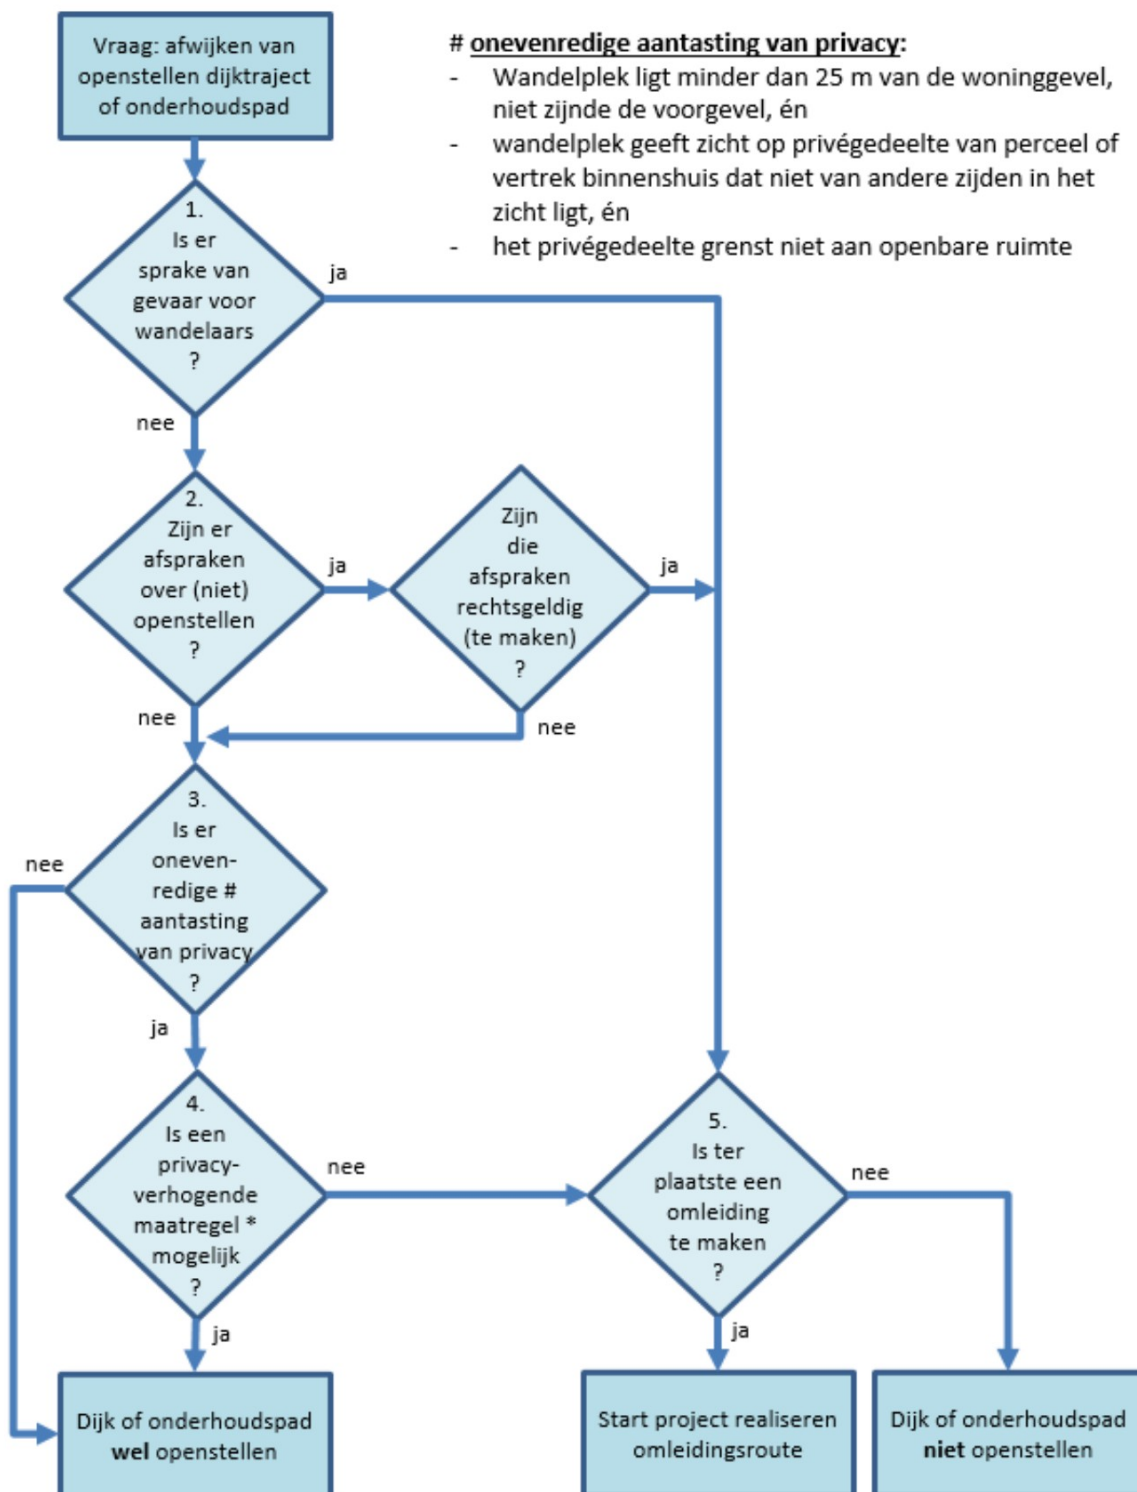 Vraag: afwijken van
openstellen dijktraject
of onderhoudspad
# onevenredige aantasting van privacy:
- Wandelplek ligt minder dan 25 m van de woninggevel,
niet zijnde de voorgevel, én
- wandelplek geeft zicht op privégedeelte van perceel of
vertrek binnenshuis dat niet van andere zijden in het
zicht ligt, én
- het privégedeelte grenst niet aan openbare ruimte
1.
Is er
sprake van
gevaar voor
wandelaars
?
ja
nee
2.
Zijn er
afspraken
over (niet)
openstellen
?
ja
Zijn
die
afspraken
rechtsgeldig
(te maken)
?
ja
nee
nee
3.
Is er
oneven-
redige #
aantasting
van privacy
?
nee
ja
4.
Is een
privacy-
verhogende
maatregel *
mogelijk
?
nee
ja
5.
Is ter
plaatste een
omleiding
te maken
?
nee
ja
Dijk of onderhoudspad
wel openstellen
Start project realiseren
omleidingsroute
Dijk of onderhoudspad
niet openstellen